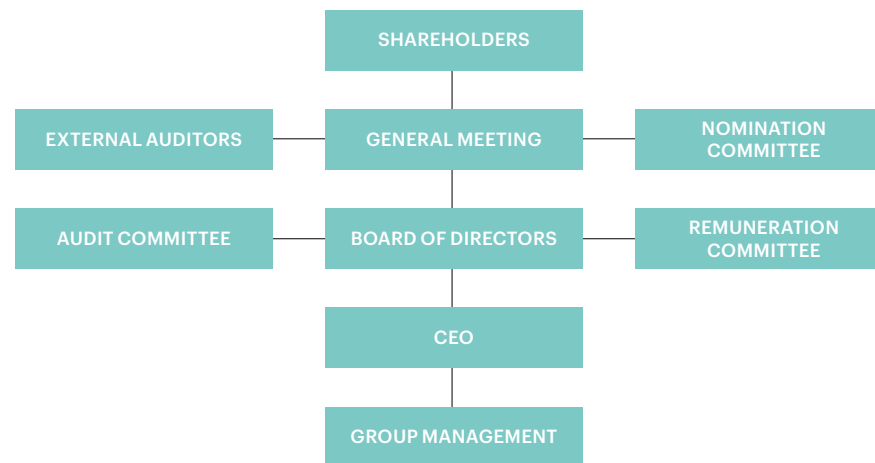 SHAREHOLDERS
EXTERNAL AUDITORS
GENERAL MEETING
NOMINATION
COMMITTEE
AUDIT COMMITTEE
BOARD OF DIRECTORS
REMUNERATION
COMMITTEE
CEO
GROUP MANAGEMENT